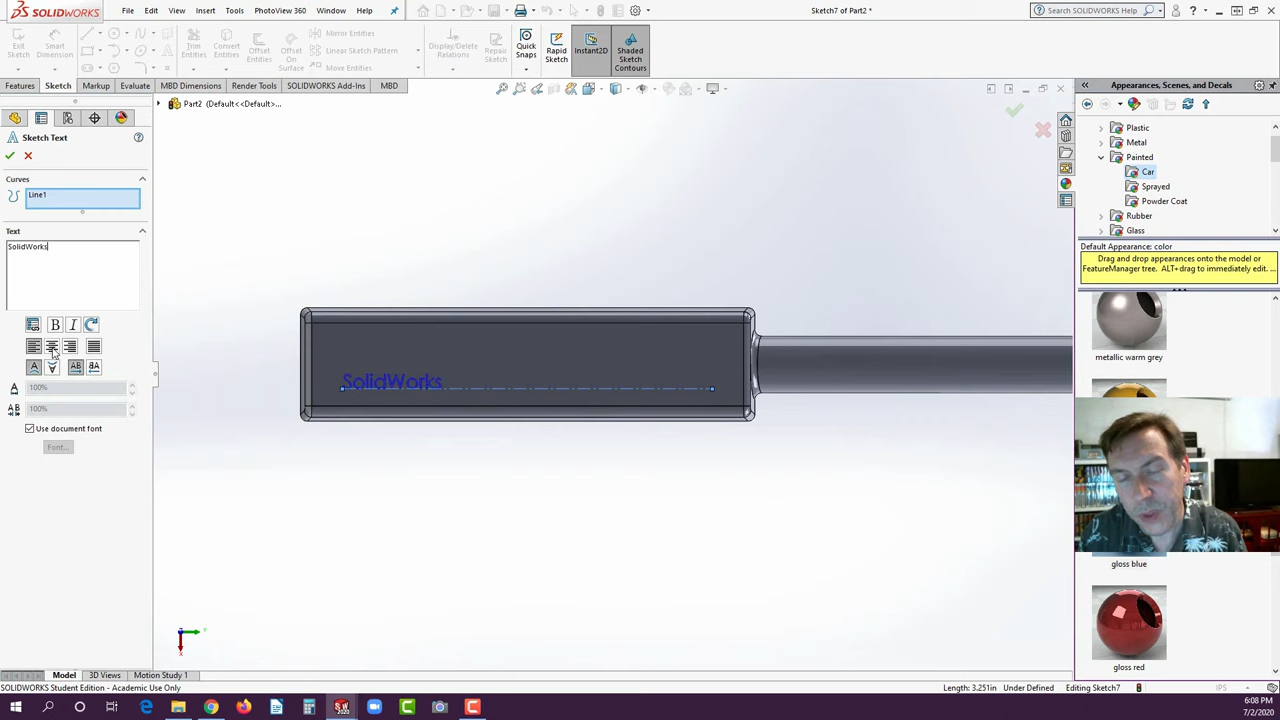 SOLIDWORKS File Edit View Insert Tools PhotoView 360 Window Help Sketch7 of Part2 * Search SOLIDWORKS Help
Exit Sketch Smart Dimension Trim Entities Convert Entities Offset Entities Offset On Surface Mirror Entities Linear Sketch Pattern Move Entities Display/Delete Relations Repair Sketch Quick Snaps Rapid Sketch Instant2D Shaded Sketch Contours
Features Sketch Markup Evaluate MBD Dimensions Render Tools SOLIDWORKS Add-Ins MBD
Appearances, Scenes, and Decals
Part2 (Default<<Default>...
Sketch Text
Curves
Line1
Text
SolidWorks
B I
AB
100%
100%
Use document font
Font...
SolidWorks
Plastic
Metal
Painted
Car
Sprayed
Powder Coat
Rubber
Glass
Default Appearance: color
Drag and drop appearances onto the model or
FeatureManager tree. ALT+drag to immediately edit. ...
metallic warm grey
gloss blue
gloss red
Model 3D Views Motion Study 1
SOLIDWORKS Student Edition - Academic Use Only Length: 3.251in Under Defined Editing Sketch7 IPS
6:08 PM
7/2/2020